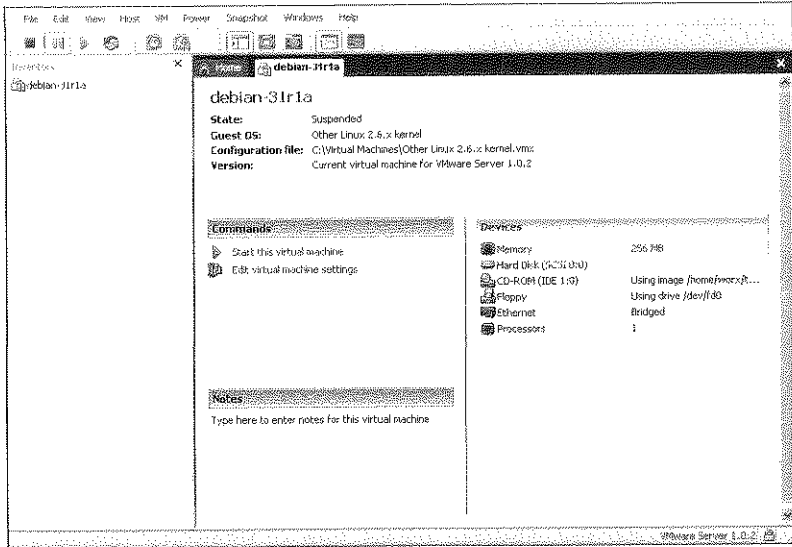 File Edit View Host VM Power Snapshot Windows Help
Inventory
debian-31r1a
Home debian-31r1a
debian-31r1a
State: Suspended
Guest OS: Other Linux 2.6.x kernel
Configuration file: C:\Virtual Machines\Other Linux 2.6.x kernel.vmx
Version: Current virtual machine for VMware Server 1.0.2
Commands
Start this virtual machine
Edit virtual machine settings
Devices
Memory 256 MB
Hard Disk (SCSI 0:0)
CD-ROM (IDE 1:0) Using image /home/worx/t...
Floppy Using drive /dev/fd0
Ethernet Bridged
Processors 1
Notes
Type here to enter notes for this virtual machine
VMware Server 1.0.2